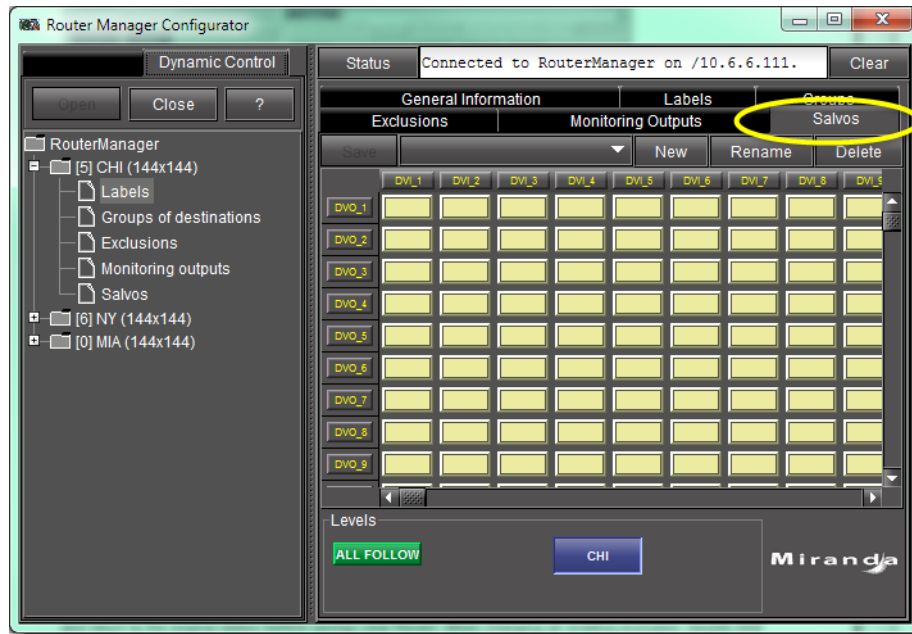 Router Manager Configurator
Dynamic Control
Open
Close
?
RouterManager
[5] CHI (144x144)
Labels
Groups of destinations
Exclusions
Monitoring outputs
Salvos
[6] NY (144x144)
[0] MIA (144x144)
Status
Connected to RouterManager on /10.6.6.111.
Clear
General Information
Labels
Groups
Exclusions
Monitoring Outputs
Salvos
Save
New
Rename
Delete
DVI_1 DVI_2 DVI_3 DVI_4 DVI_5 DVI_6 DVI_7 DVI_8 DVI_9
DVO_1
DVO_2
DVO_3
DVO_4
DVO_5
DVO_6
DVO_7
DVO_8
DVO_9
Levels
ALL FOLLOW
CHI
Miranda